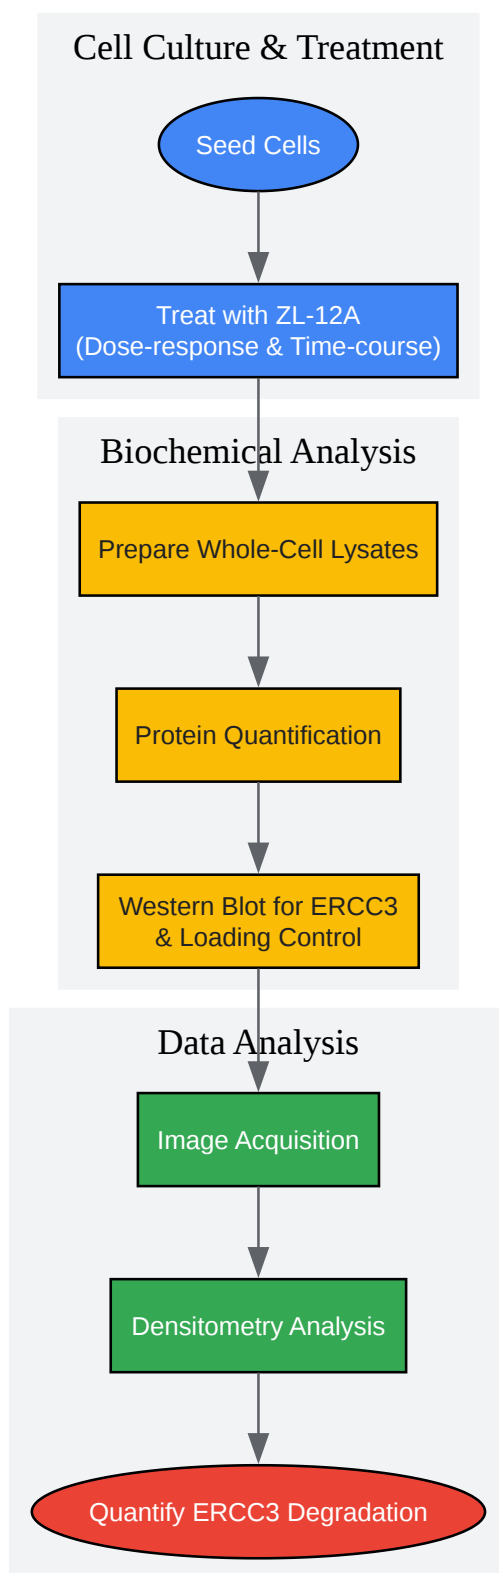 Cell Culture & Treatment
Seed Cells
Treat with ZL-12A
(Dose-response & Time-course)
Biochemical Analysis
Prepare Whole-Cell Lysates
Protein Quantification
Western Blot for ERCC3
& Loading Control
Data Analysis
Image Acquisition
Densitometry Analysis
Quantify ERCC3 Degradation